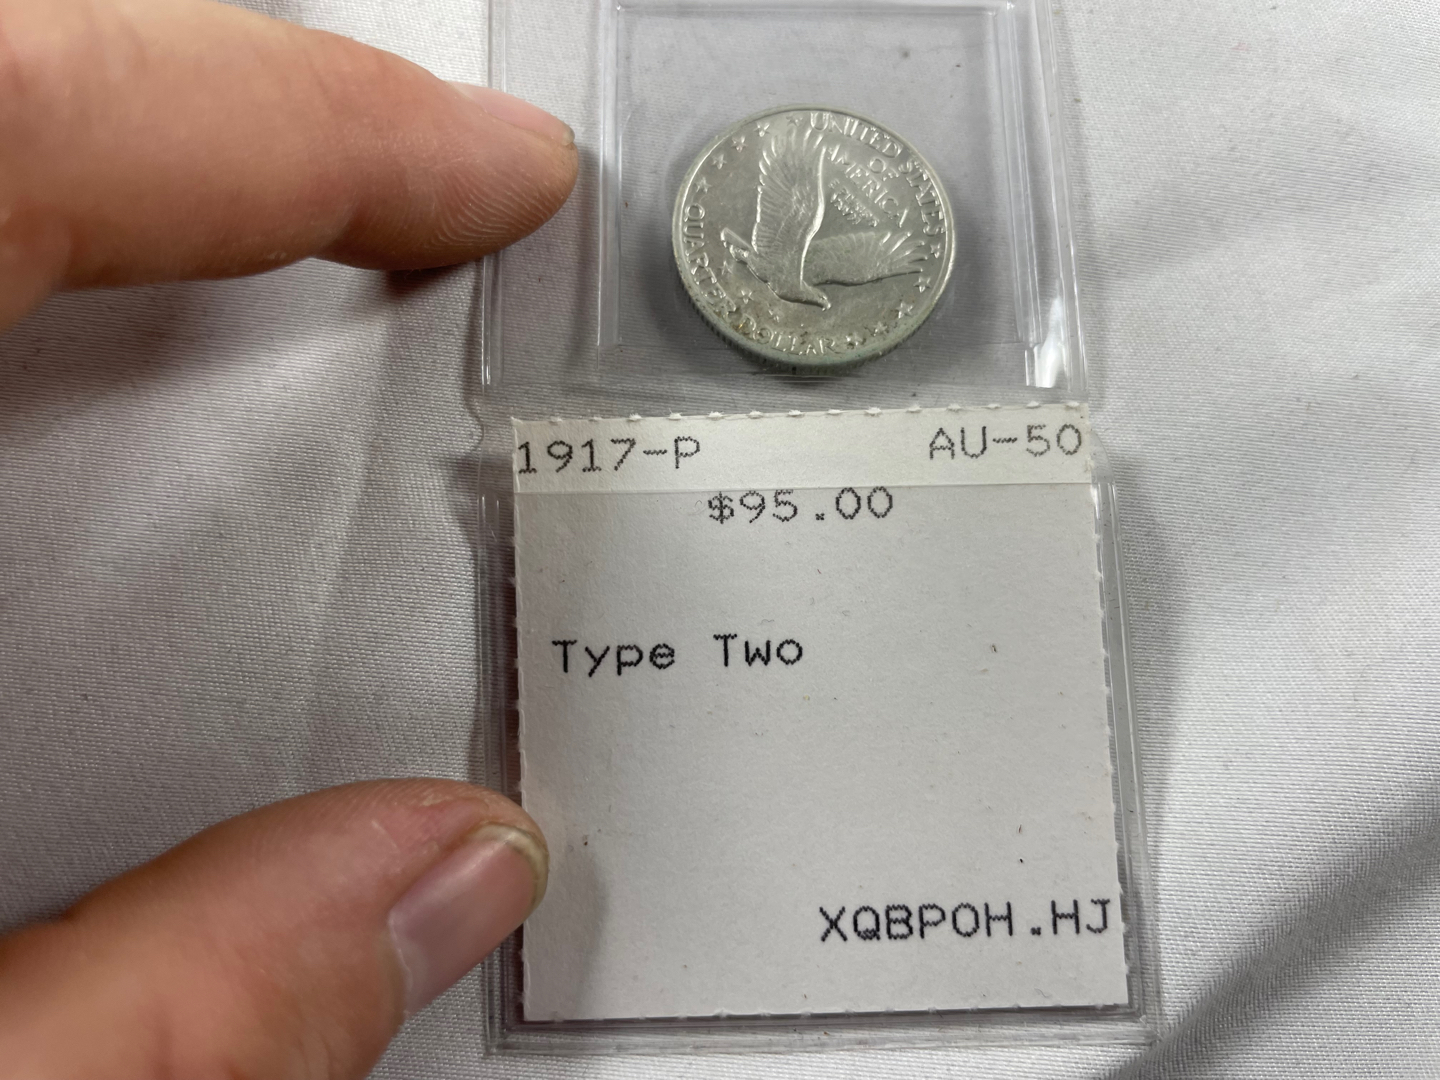 UNITED STATES
OF
AMERICA
E PLURIBUS
UNUM
QUARTER DOLLAR
1917-P AU-50
$95.00
Type Two
XQBPOH.HJ